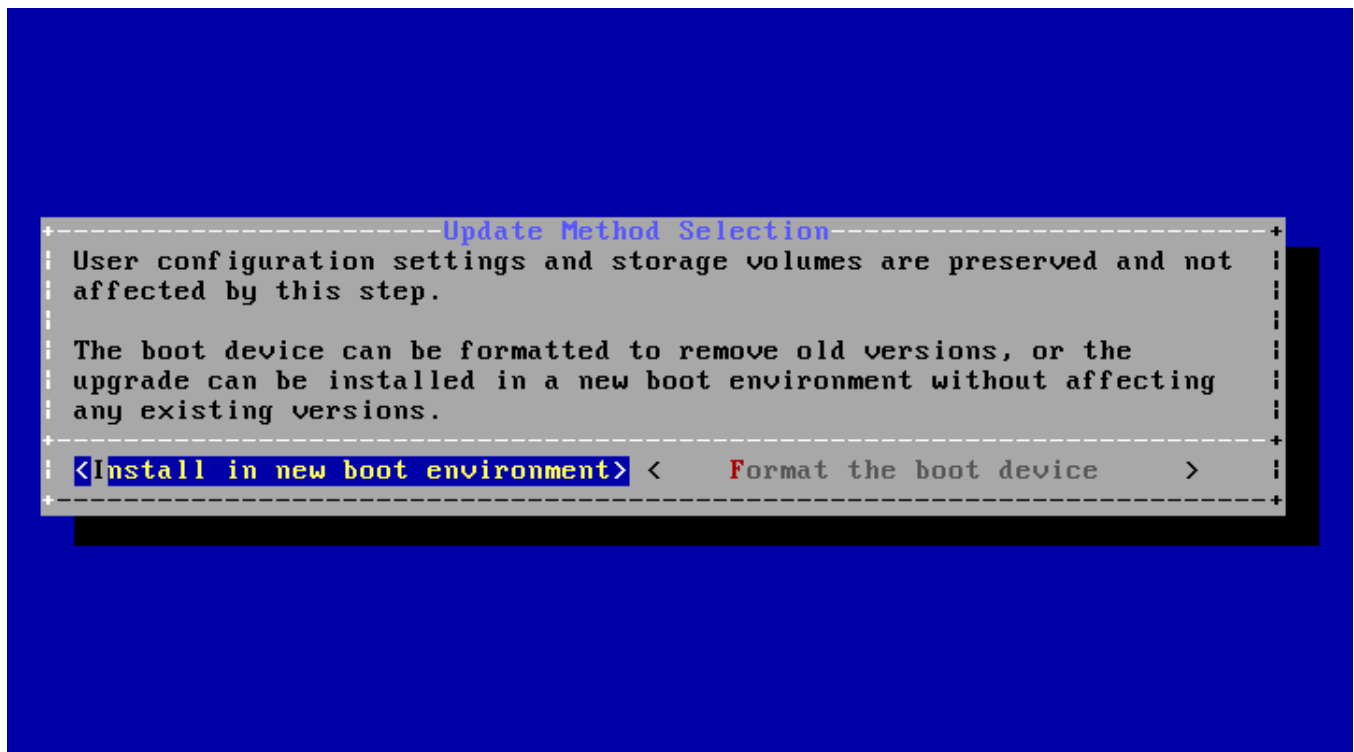 Update Method Selection
User configuration settings and storage volumes are preserved and not
affected by this step.
The boot device can be formatted to remove old versions, or the
upgrade can be installed in a new boot environment without affecting
any existing versions.
<Install in new boot environment> < Format the boot device >